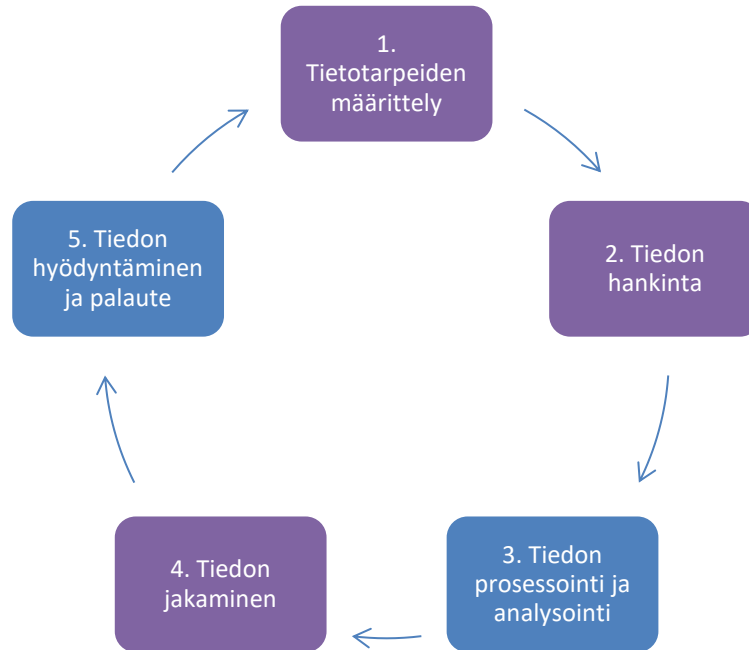 1.
Tietotarpeiden
määrittely
2. Tiedon
hankinta
3. Tiedon
prosessointi ja
analysointi
4. Tiedon
jakaminen
5. Tiedon
hyödyntäminen
ja palaute